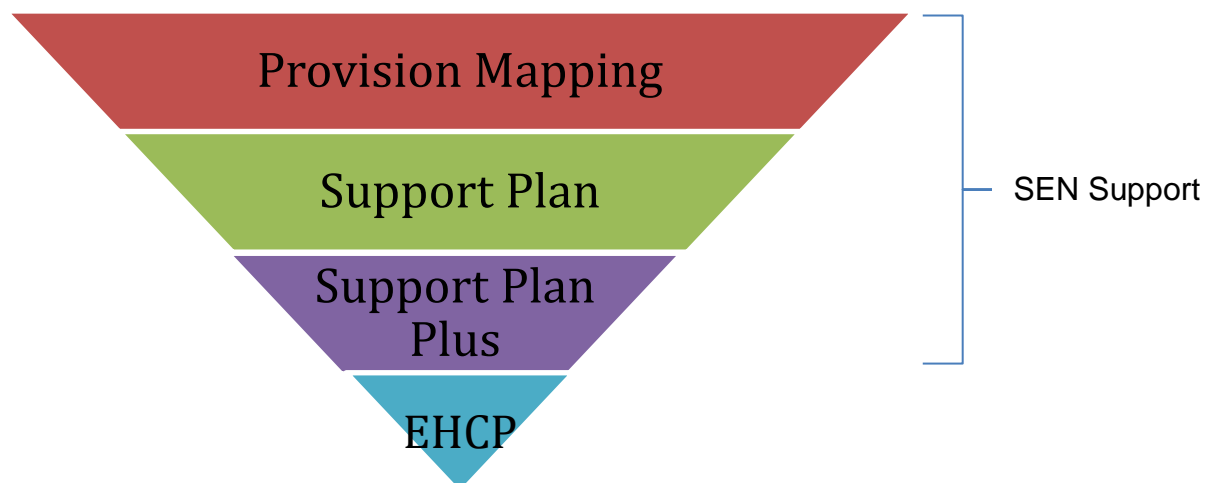 Provision Mapping
Support Plan
SEN Support
Support Plan
Plus
EHCP